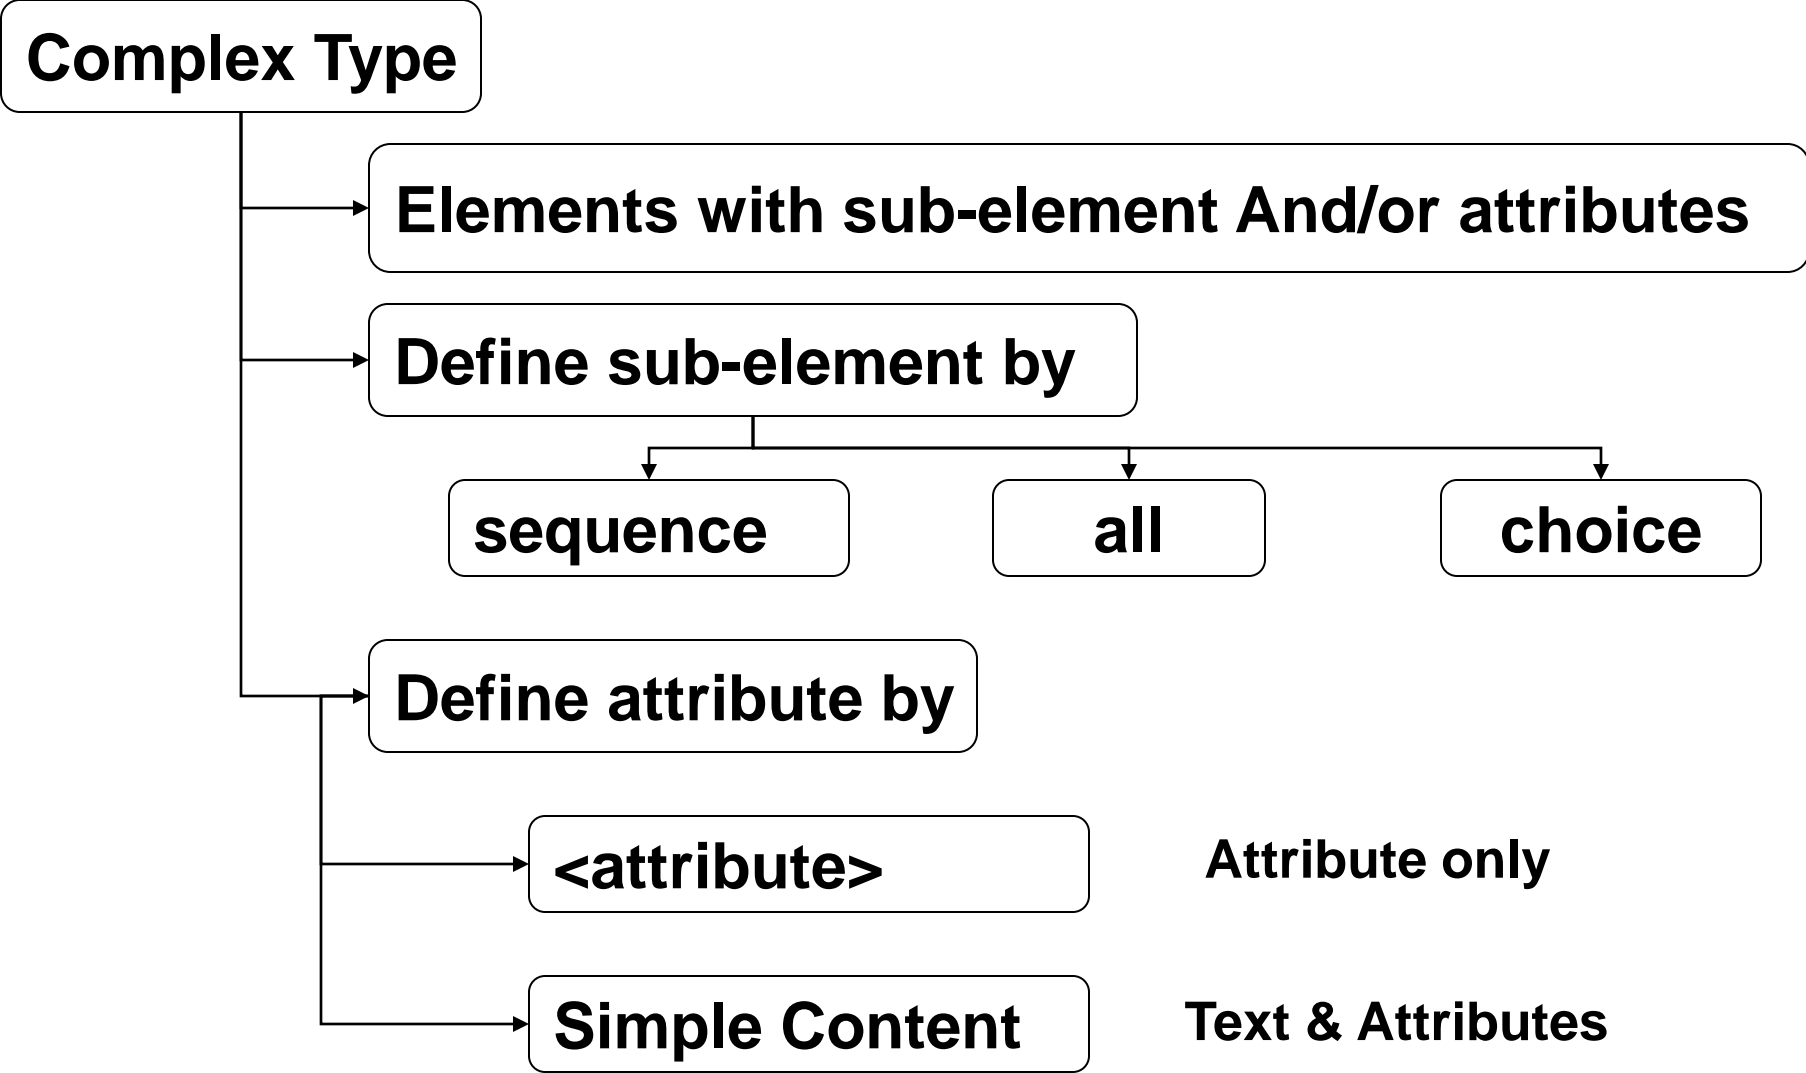 Complex Type
Elements with sub-element And/or attributes
Define sub-element by
sequence
all
choice
Define attribute by
<attribute>
Attribute only
Simple Content
Text & Attributes